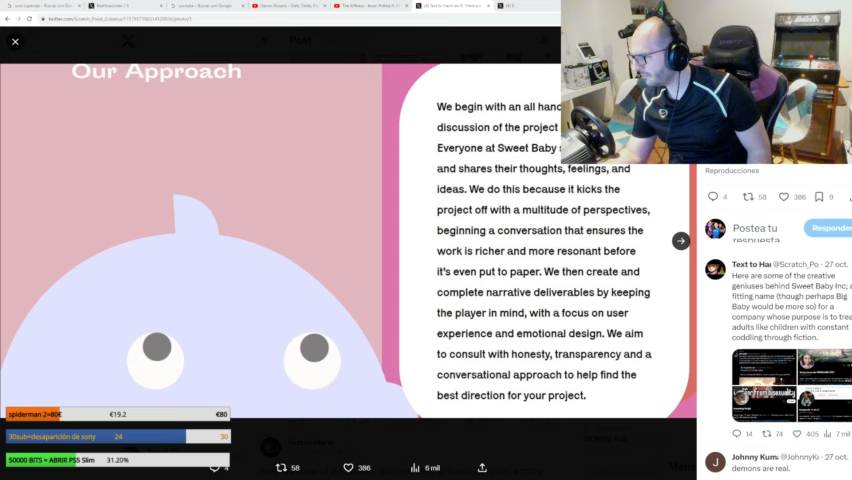 twitter.com/Scratch_Point_C/status/
Post
Our Approach
We begin with an all hanc
discussion of the project
Everyone at Sweet Baby s
and shares their thoughts, feelings, and
ideas. We do this because it kicks the
project off with a multitude of perspectives,
beginning a conversation that ensures the
work is richer and more resonant before
it's even put to paper. We then create and
complete narrative deliverables by keeping
the player in mind, with a focus on user
experience and emotional design. We aim
to consult with honesty, transparency and a
conversational approach to help find the
best direction for your project.
Reproducciones
4 58 386 9
Postea tu
respuesta
Responder
Text to Har @Scratch_Po · 27 oct.
Here are some of the creative
geniuses behind Sweet Baby Inc; a
fitting name (though perhaps Big
Baby would be more so) for a
company whose purpose is to trea
adults like children with constant
coddling through fiction.
14 74 405 7 mil
J Johnny Kum @JohnnyKı · 27 oct.
demons are real.
spiderman 2=80€ €19.2 €80
30sub=desaparición de sony 24 30
50000 BITS = ABRIR PS5 Slim 31.20%
4 58 386 6 mil